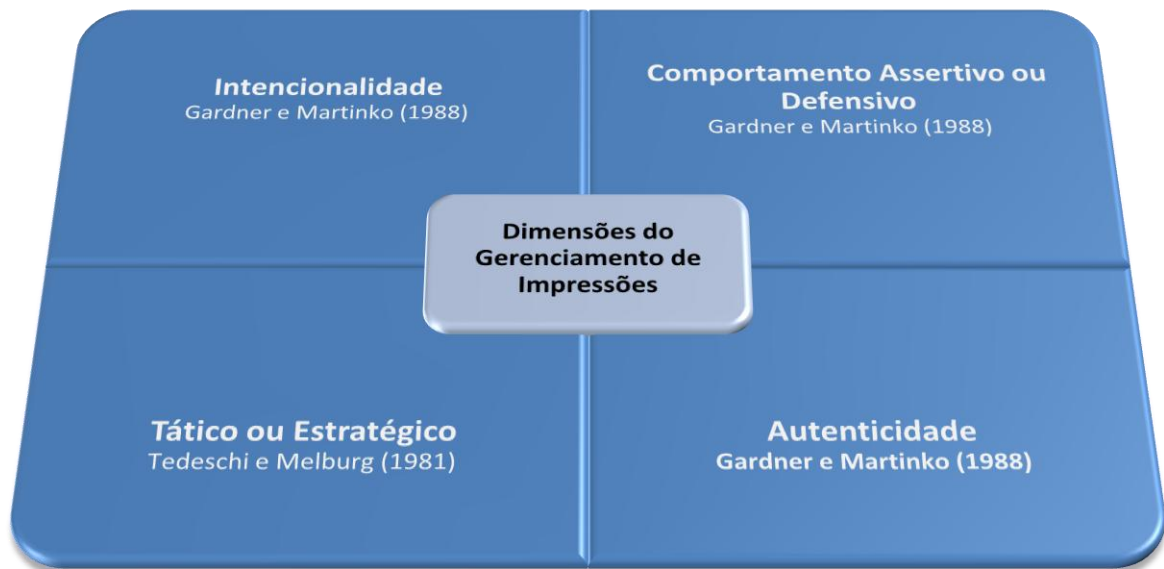 Intencionalidade
Gardner e Martinko (1988)
Comportamento Assertivo ou
Defensivo
Gardner e Martinko (1988)
Dimensões do
Gerenciamento de
Impressões
Tático ou Estratégico
Tedeschi e Melburg (1981)
Autenticidade
Gardner e Martinko (1988)